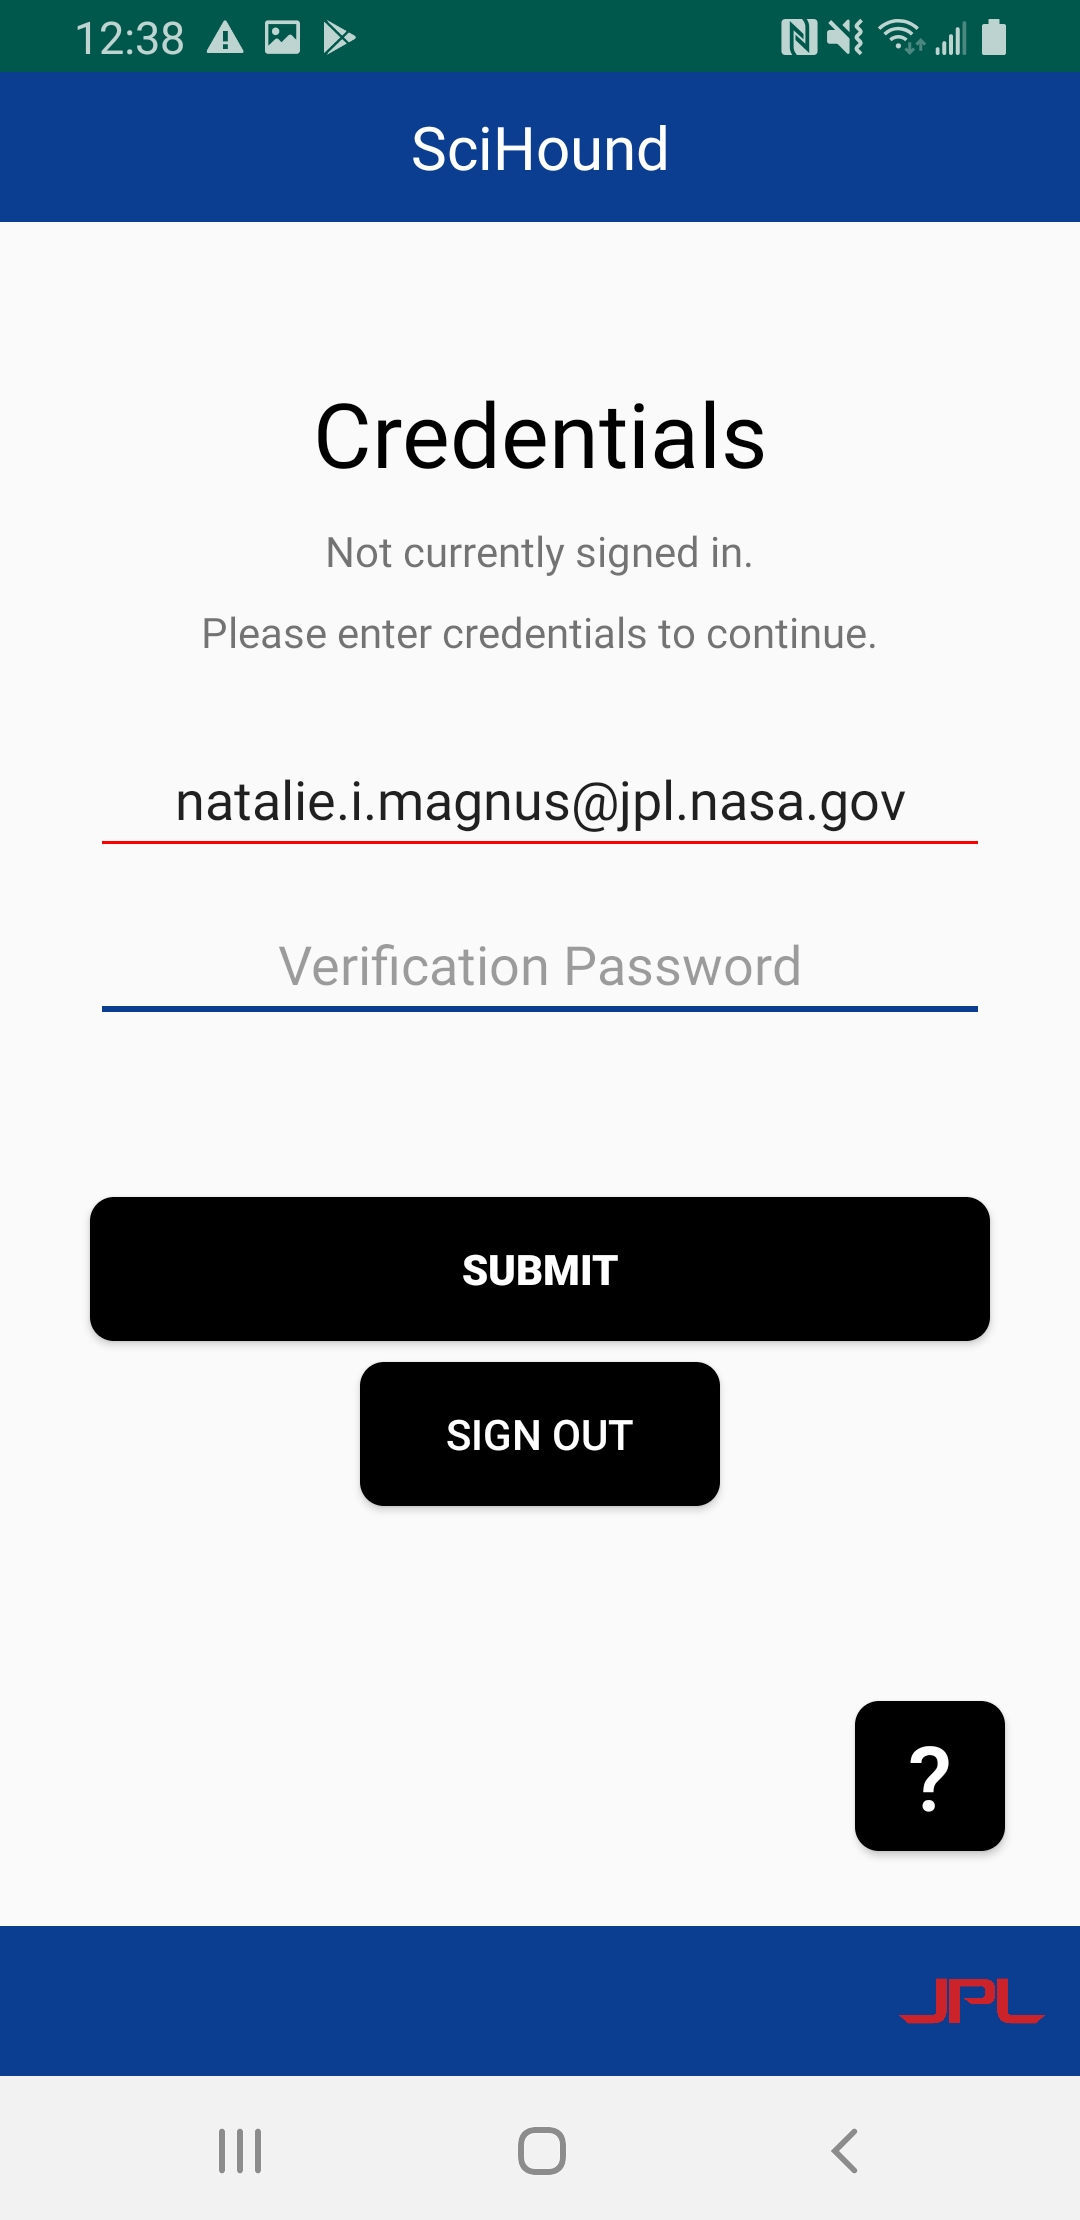 12:38
SciHound
Credentials
Not currently signed in.
Please enter credentials to continue.
natalie.i.magnus@jpl.nasa.gov
Verification Password
SUBMIT
SIGN OUT
?
JPL